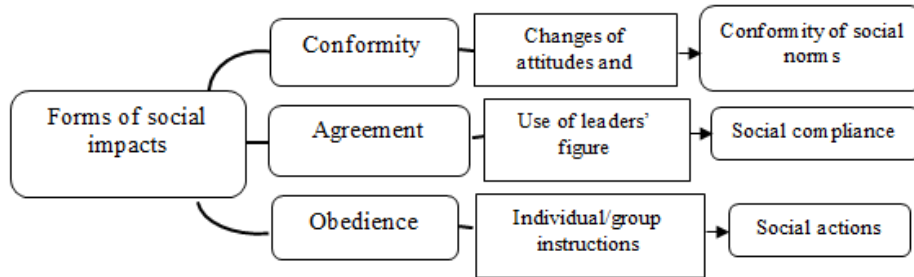 Forms of social
impacts
Conformity
Changes of
attitudes and
Conformity of social
norms
Agreement
Use of leaders'
figure
Social compliance
Obedience
Individual/group
instructions
Social actions